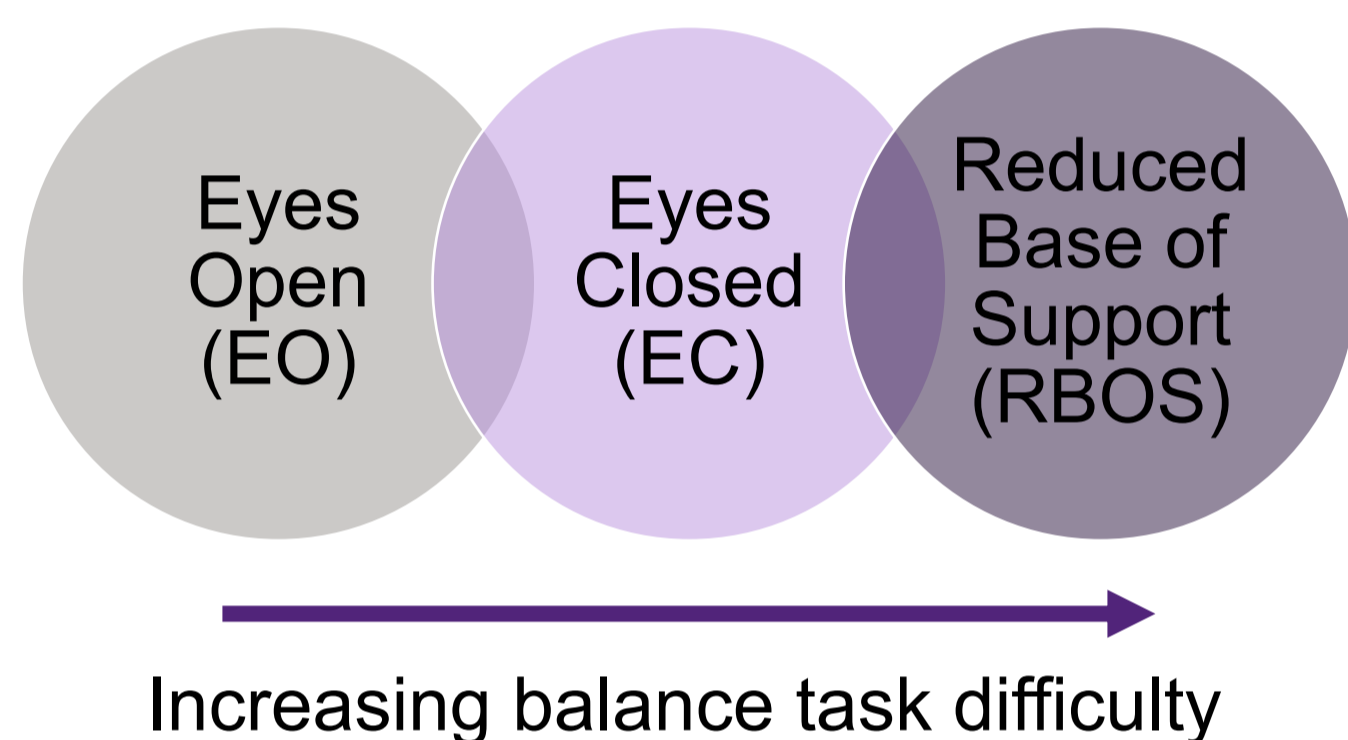 Eyes
Open
(EO)
Eyes
Closed
(EC)
Reduced
Base of
Support
(RBOS)
Increasing balance task difficulty